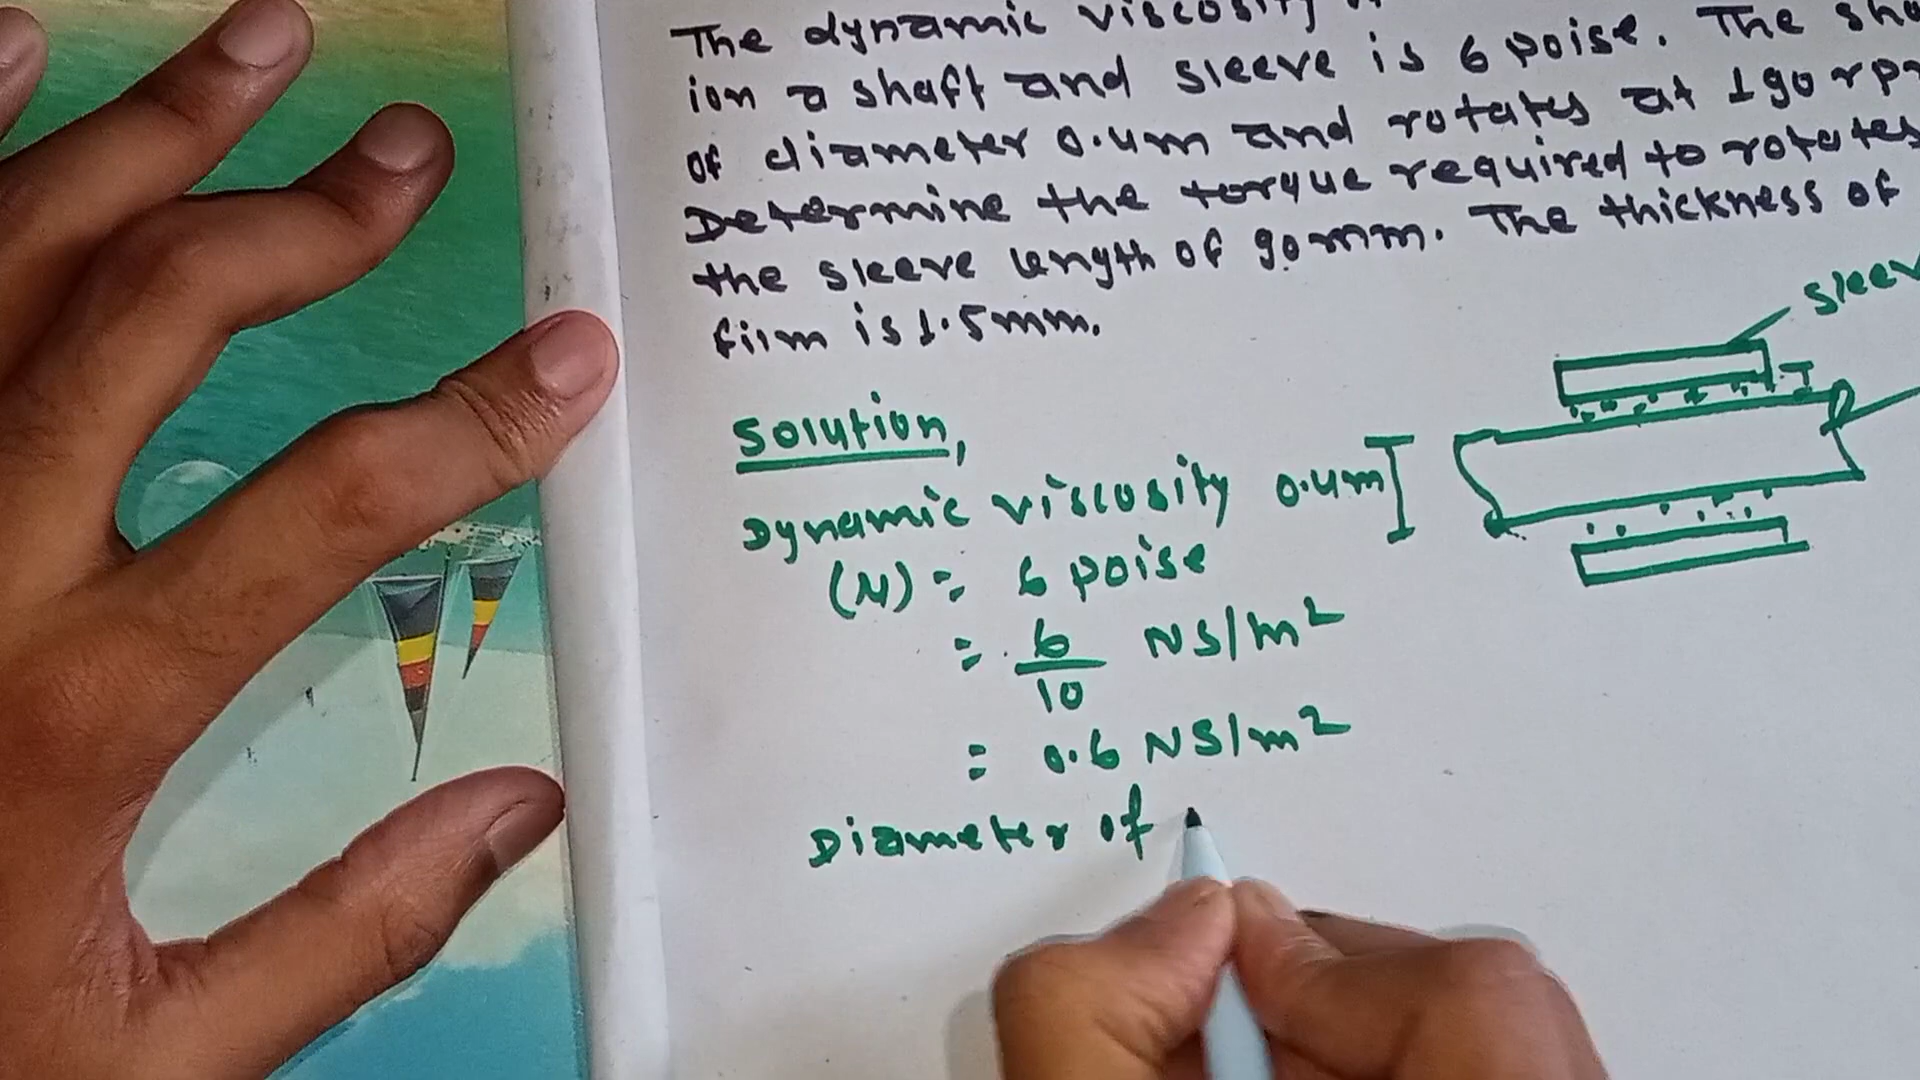 The dynamic viscosity
ion a shaft and sleeve is 6 poise. The
of diameter 0.4m and rotates at 190 rp
Determine the torque required to rotates
the sleeve length of 90mm. The thickness of
film is 1.5mm.
sleev
Solution,
Dynamic viscosity
0.4m
(μ) = 6 poise
= 6/10 NS/m²
= 0.6 NS/m²
Diameter of